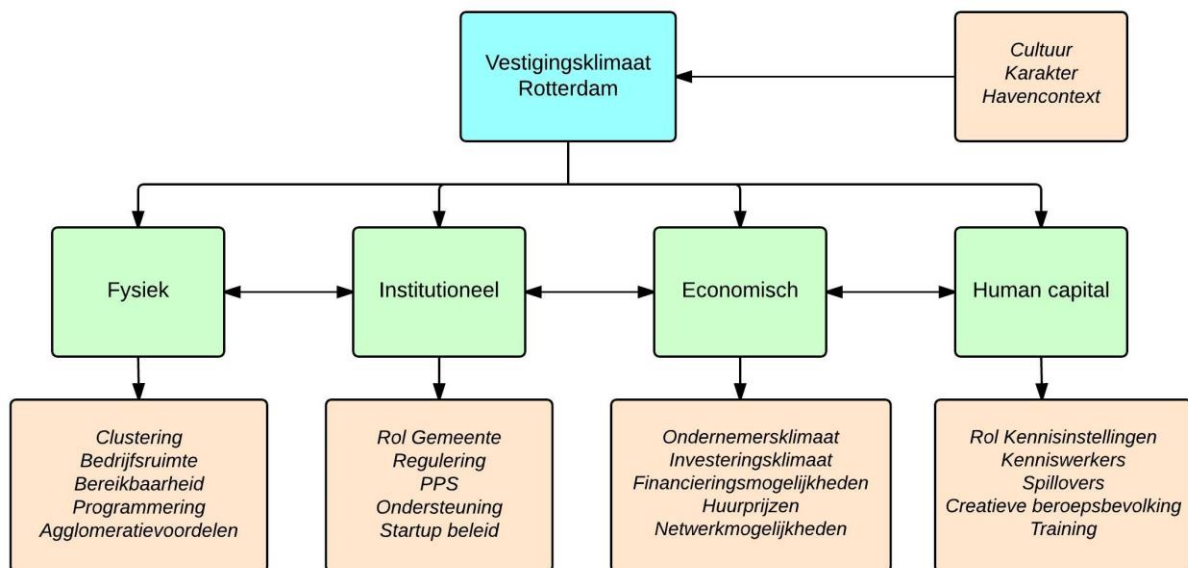 Vestigingsklimaat
Rotterdam
Cultuur
Karakter
Havencontext
Fysiek
Institutioneel
Economisch
Human capital
Clustering
Bedrijfsruimte
Bereikbaarheid
Programmering
Agglomeratievoordelen
Rol Gemeente
Regulering
PPS
Ondersteuning
Startup beleid
Ondernemersklimaat
Investeringsklimaat
Financieringsmogelijkheden
Huurprijzen
Netwerkmogelijkheden
Rol Kennisinstellingen
Kenniswerkers
Spillovers
Creatieve beroepsbevolking
Training